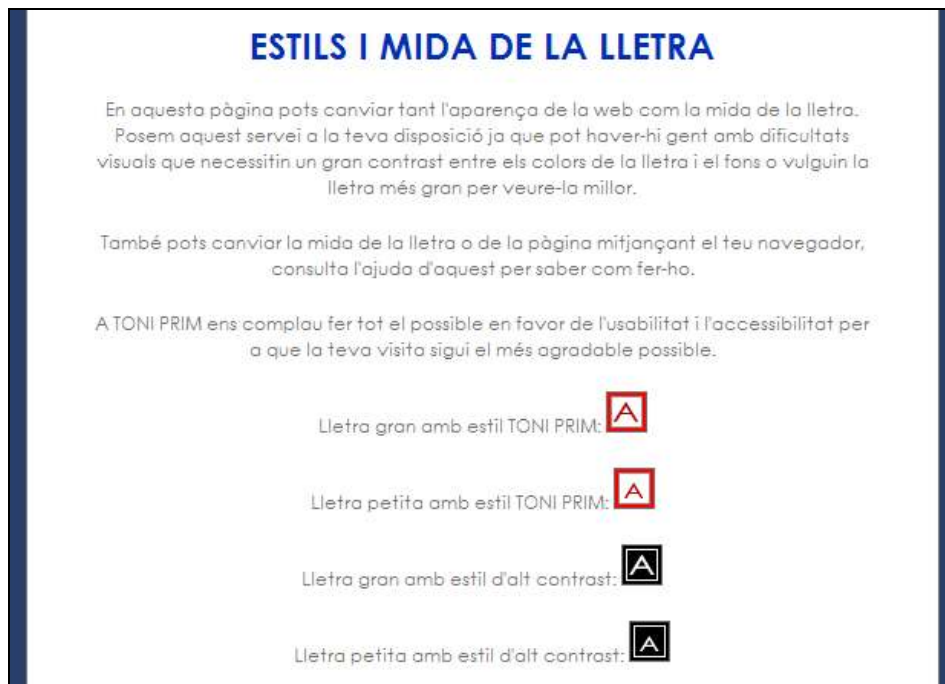 ESTILS I MIDA DE LA LLETRA
En aquesta pàgina pots canviar tant l'aparença de la web com la mida de la lletra.
Posem aquest servei a la teva disposició ja que pot haver-hi gent amb dificultats
visuals que necessitin un gran contrast entre els colors de la lletra i el fons o vulguin la
lletra més gran per veure-la millor.
També pots canviar la mida de la lletra o de la pàgina mitjançant el teu navegador,
consulta l'ajuda d'aquest per saber com fer-ho.
A TONI PRIM ens complau fer tot el possible en favor de l'usabilitat i l'accessibilitat per
a que la teva visita sigui el més agradable possible.
Lletra gran amb estil TONI PRIM: A
Lletra petita amb estil TONI PRIM: A
Lletra gran amb estil d'alt contrast: A
Lletra petita amb estil d'alt contrast: A